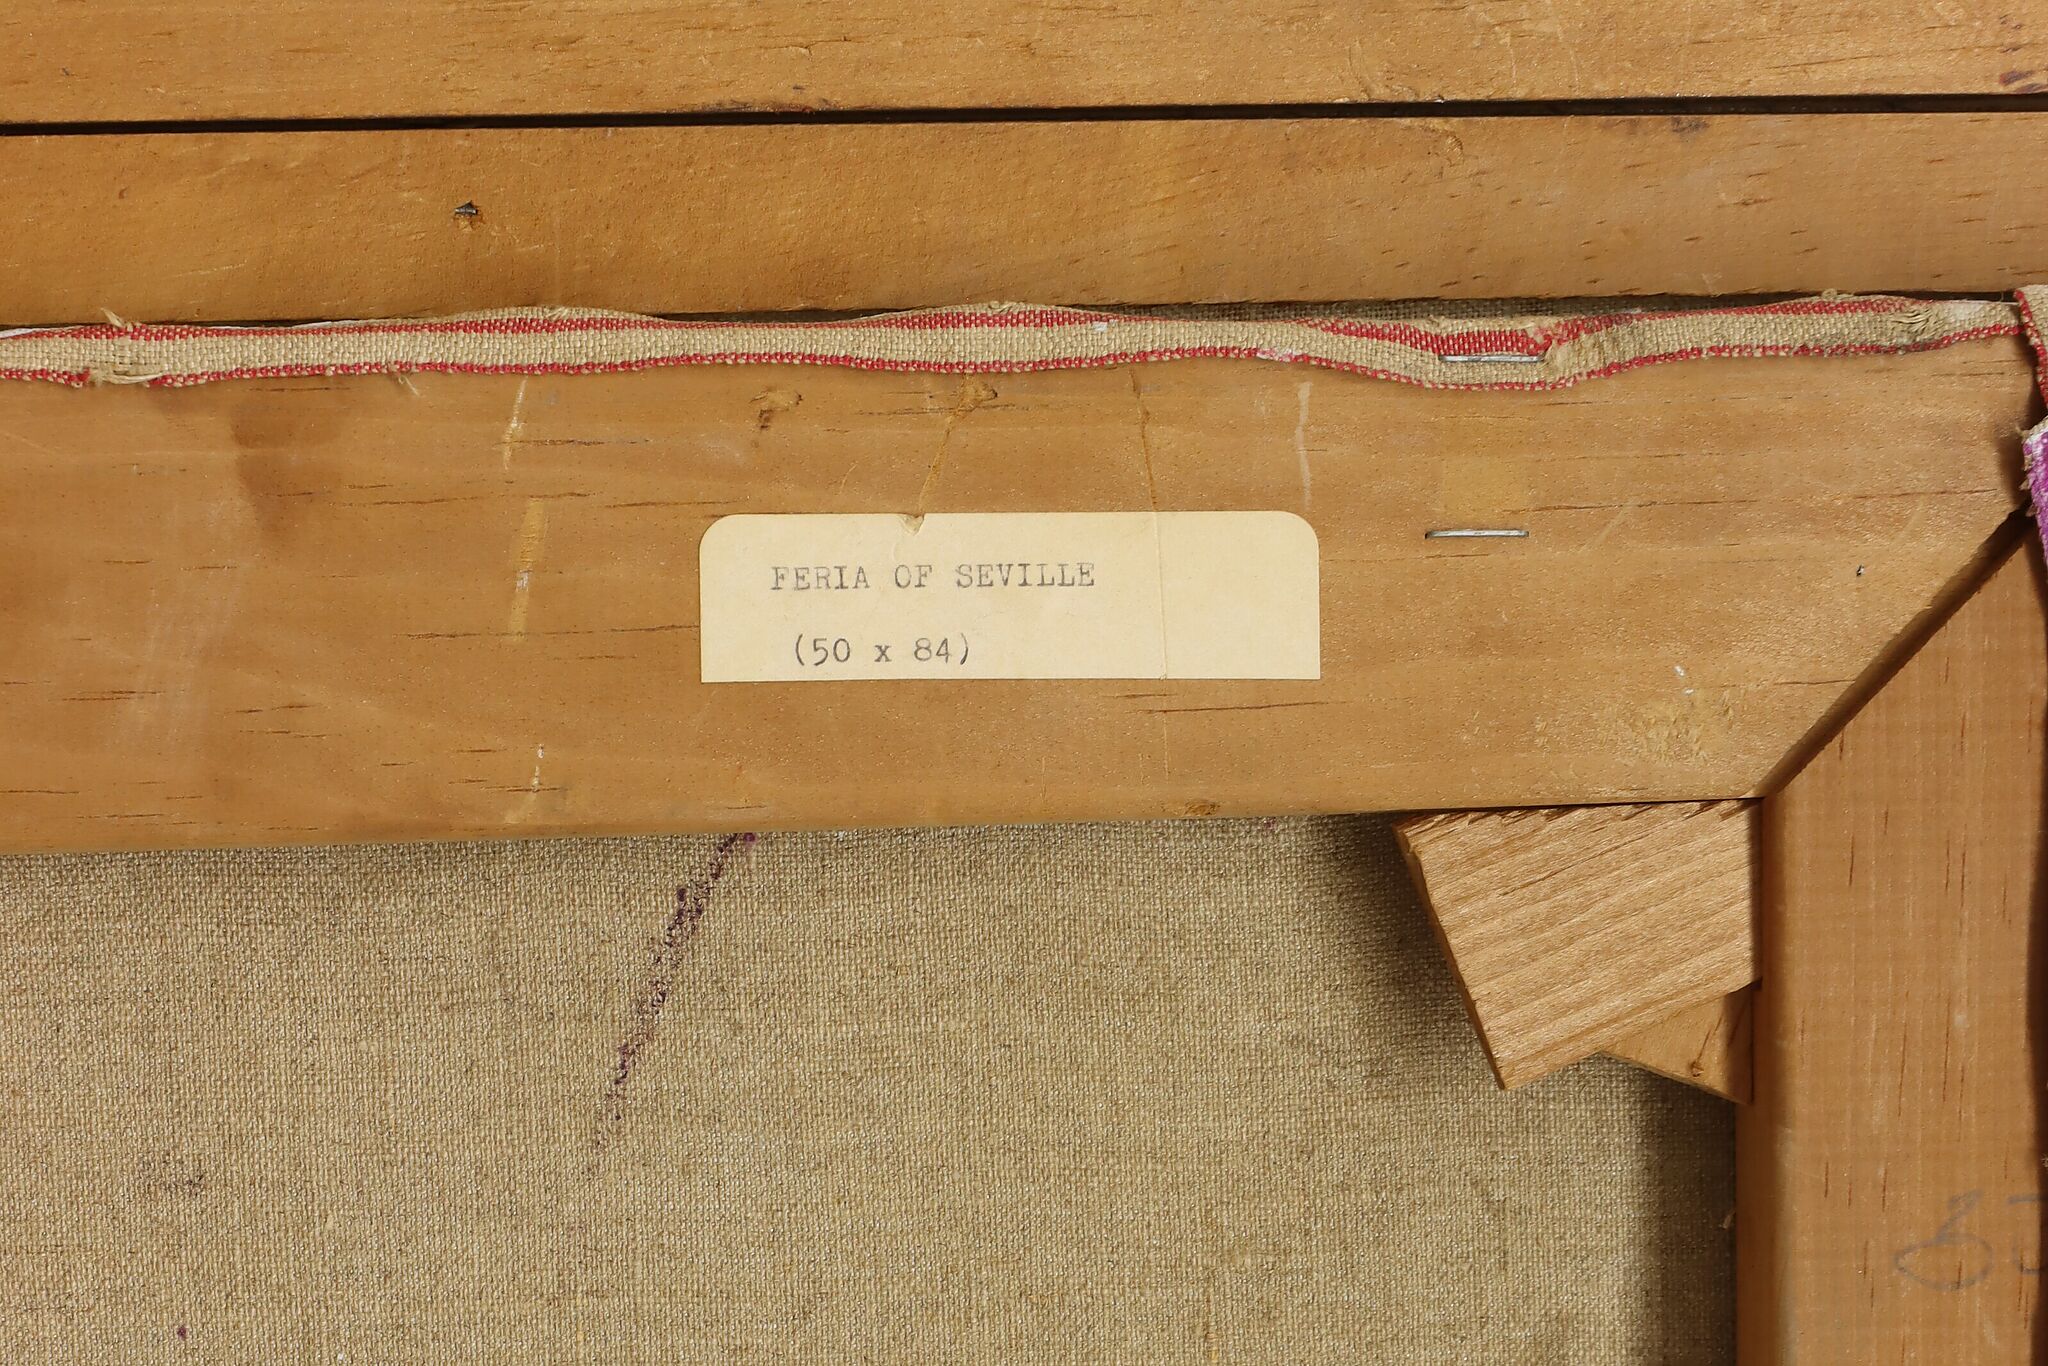 FERIA OF SEVILLE
(50 x 84)